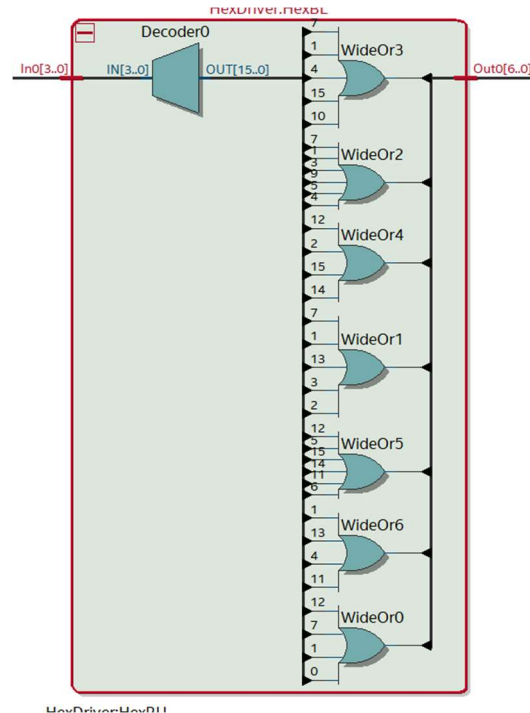 HexDriver:HexBL
Decoder0
In0[3..0]
IN[3..0]
OUT[15..0]
Out0[6..0]
7
1
4
15
10
WideOr3
7
1
3
9
5
4
WideOr2
12
2
15
14
WideOr4
7
1
13
3
2
WideOr1
12
5
15
14
11
6
WideOr5
1
13
4
11
WideOr6
12
7
1
0
WideOr0
HexDriver:HexBU